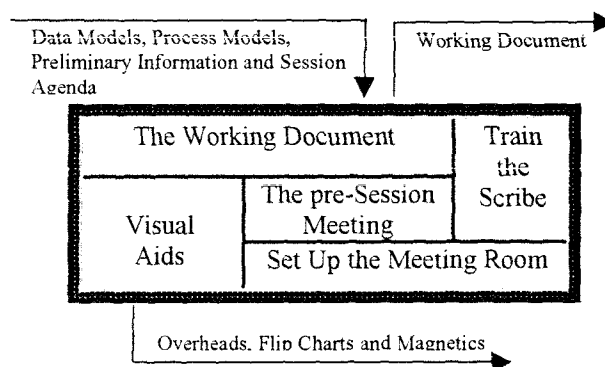 Data Models, Process Models,
Preliminary Information and Session
Agenda
Working Document
The Working Document
Train
the
Scribe
The pre-Session
Meeting
Visual
Aids
Set Up the Meeting Room
Overheads, Flip Charts and Magnetics